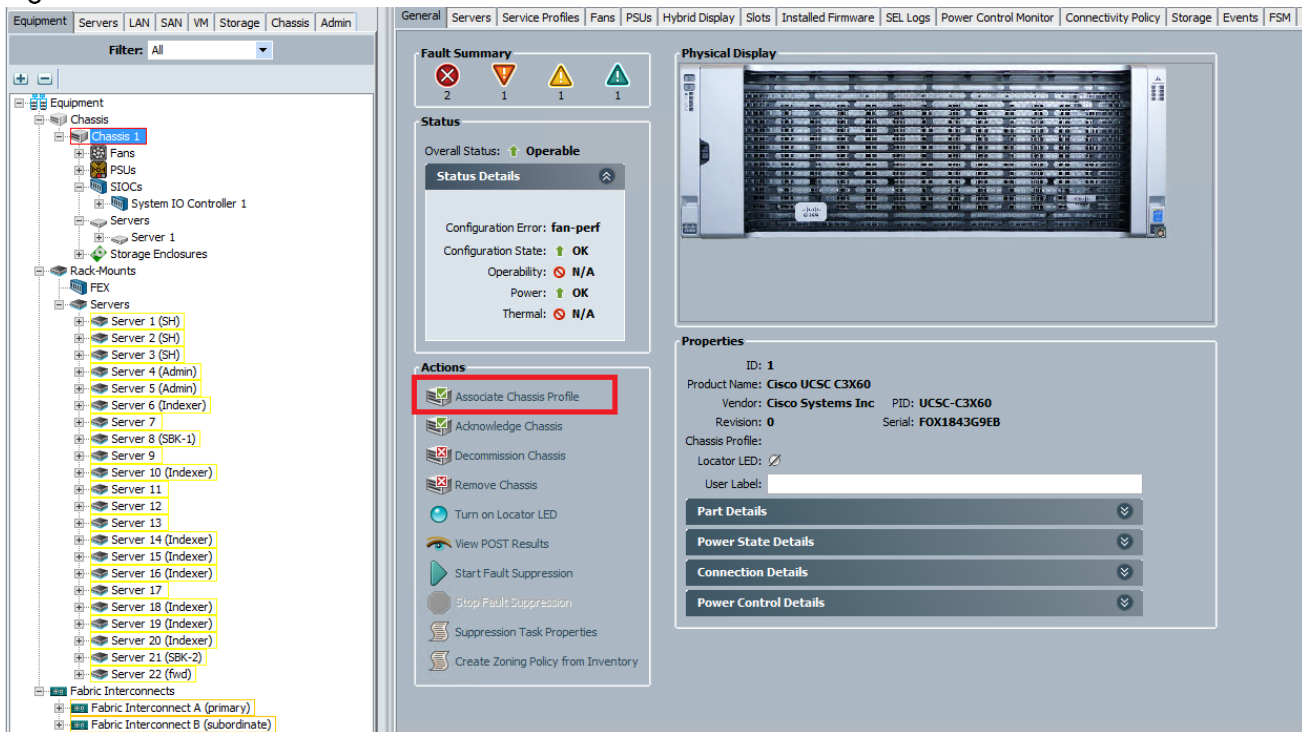 Equipment Servers LAN SAN VM Storage Chassis Admin
Filter: All
Equipment
Chassis
Chassis 1
Fans
PSUs
SIOCs
System IO Controller 1
Servers
Server 1
Storage Enclosures
Rack-Mounts
FEX
Servers
Server 1 (SH)
Server 2 (SH)
Server 3 (SH)
Server 4 (Admin)
Server 5 (Admin)
Server 6 (Indexer)
Server 7
Server 8 (SBK-1)
Server 9
Server 10 (Indexer)
Server 11
Server 12
Server 13
Server 14 (Indexer)
Server 15 (Indexer)
Server 16 (Indexer)
Server 17
Server 18 (Indexer)
Server 19 (Indexer)
Server 20 (Indexer)
Server 21 (SBK-2)
Server 22 (fwd)
Fabric Interconnects
Fabric Interconnect A (primary)
Fabric Interconnect B (subordinate)
General Servers Service Profiles Fans PSUs Hybrid Display Slots Installed Firmware SEL Logs Power Control Monitor Connectivity Policy Storage Events FSM
Fault Summary
2 1 1 1
Status
Overall Status: Operable
Status Details
Configuration Error: fan-perf
Configuration State: OK
Operability: N/A
Power: OK
Thermal: N/A
Actions
Associate Chassis Profile
Acknowledge Chassis
Decommission Chassis
Remove Chassis
Turn on Locator LED
View POST Results
Start Fault Suppression
Stop Fault Suppression
Suppression Task Properties
Create Zoning Policy from Inventory
Physical Display
Properties
ID: 1
Product Name: Cisco UCSC C3X60
Vendor: Cisco Systems Inc PID: UCSC-C3X60
Revision: 0 Serial: FOX1843G9EB
Chassis Profile:
Locator LED:
User Label:
Part Details
Power State Details
Connection Details
Power Control Details